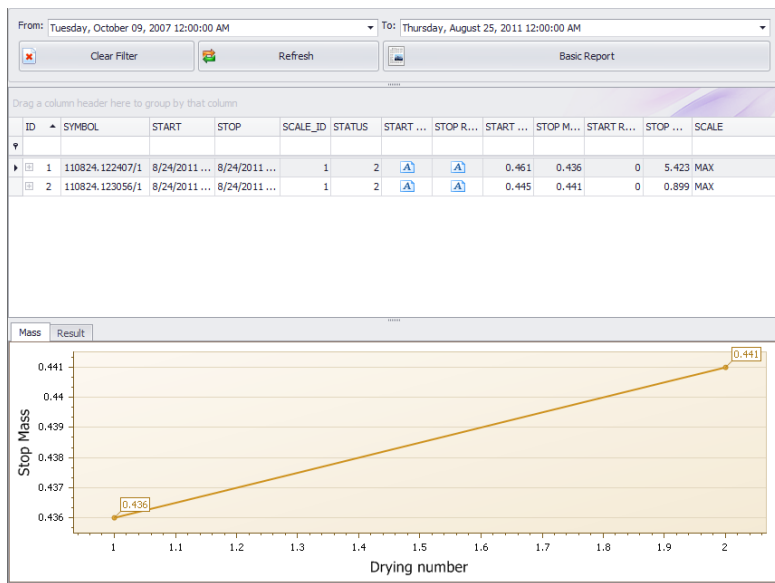 From: Tuesday, October 09, 2007 12:00:00 AM To: Thursday, August 25, 2011 12:00:00 AM
Clear Filter Refresh Basic Report
Drag a column header here to group by that column
ID SYMBOL START STOP SCALE_ID STATUS START ... STOP R... START ... STOP M... START R... STOP ... SCALE
1 110824.122407/1 8/24/2011 ... 8/24/2011 ... 1 2 A A 0.461 0.436 0 5.423 MAX
2 110824.123056/1 8/24/2011 ... 8/24/2011 ... 1 2 A A 0.445 0.441 0 0.899 MAX
Mass Result
0.441
0.441
0.44
0.439
Stop Mass
0.438
0.437
0.436
0.436
1 1.1 1.2 1.3 1.4 1.5 1.6 1.7 1.8 1.9 2
Drying number